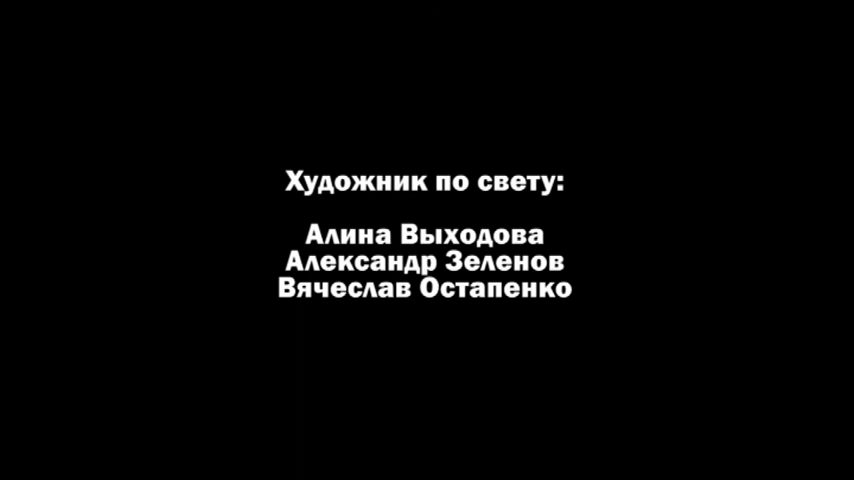 Художник по свету:
Алина Выходова
Александр Зеленов
Вячеслав Остапенко